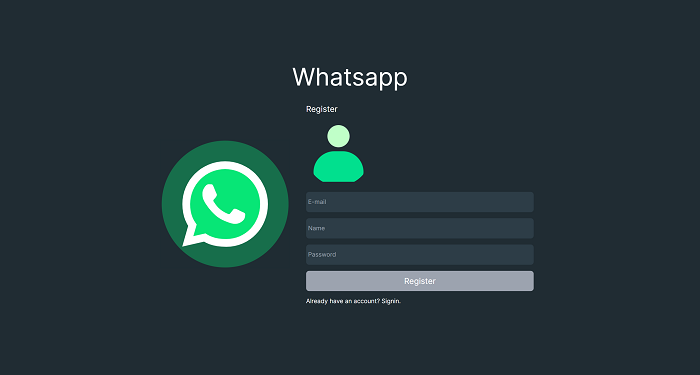 Whatsapp
Register
E-mail
Name
Password
Register
Already have an account? Signin.